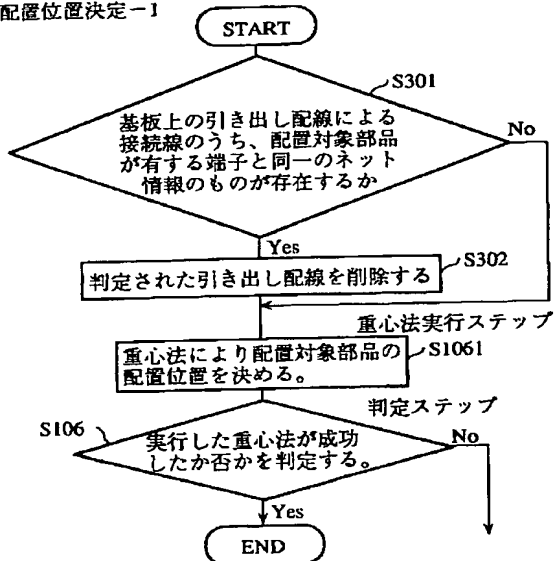 配置位置決定－1
START
S301
基板上の引き出し配線による
接続線のうち、配置対象部品
が有する端子と同一のネット
情報のものが存在するか
No
Yes
判定された引き出し配線を削除する
S302
重心法実行ステップ
重心法により配置対象部品の
配置位置を決める。
S1061
判定ステップ
S106
実行した重心法が成功
したか否かを判定する。
No
Yes
END